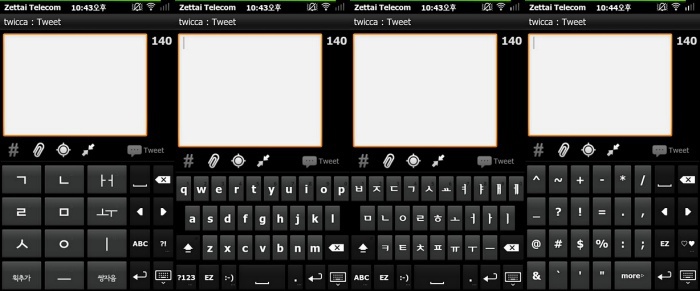 Zettai Telecom 10:43오후
twicca : Tweet
140
# Tweet
ㄱ ㄴ ㅏㅓ
ㄹ ㅁ ㅗㅜ
ㅅ ㅇ ㅣ ABC ?!
획추가 ㅡ 쌍자음
Zettai Telecom 10:43오후
twicca : Tweet
140
# Tweet
q w e r t y u i o p
a s d f g h j k l
z x c v b n m
?123 EZ :-) .
Zettai Telecom 10:43오후
twicca : Tweet
140
# Tweet
ㅂ ㅈ ㄷ ㄱ ㅅ ㅛ ㅕ ㅑ ㅐ ㅔ
ㅁ ㄴ ㅇ ㄹ ㅎ ㅗ ㅓ ㅏ ㅣ
ㅋ ㅌ ㅊ ㅍ ㅠ ㅜ ㅡ
ABC EZ :-) .
Zettai Telecom 10:44오후
twicca : Tweet
140
# Tweet
^ ~ + - * /
_ ? ! = . ,
@ # $ % : ; EZ ♡♥
& ` ' " more▹